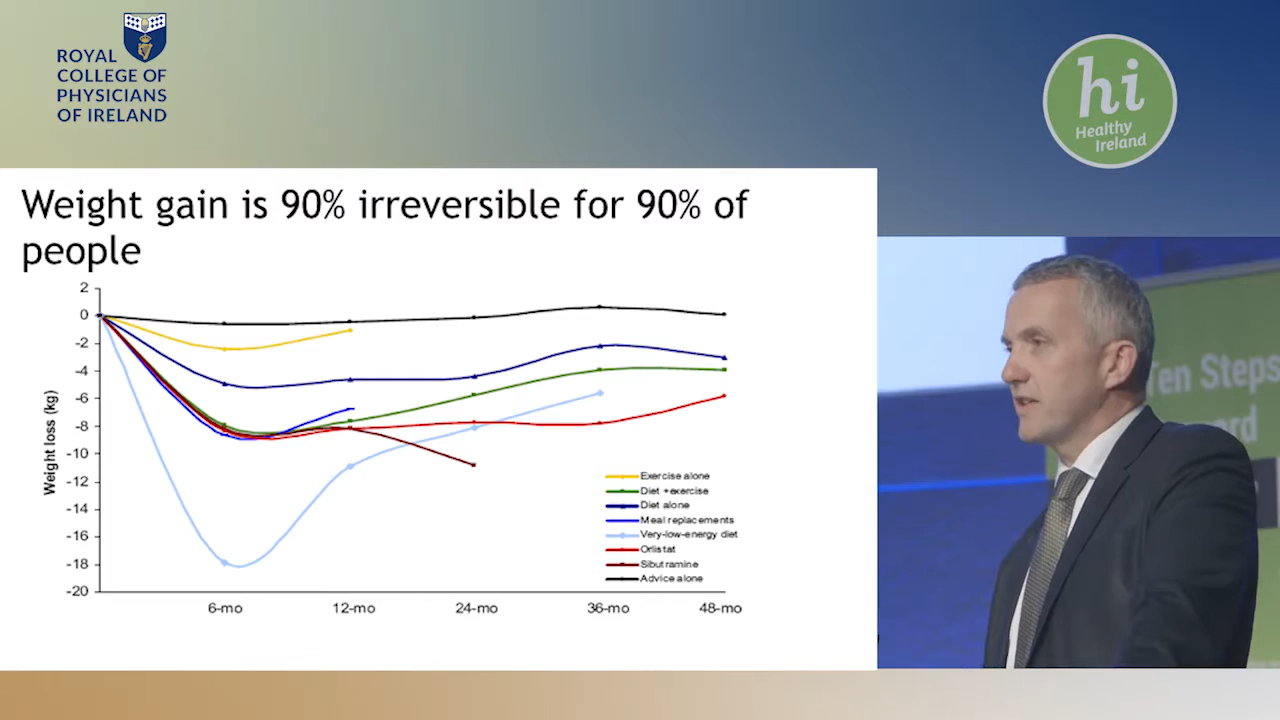 ROYAL
COLLEGE OF
PHYSICIANS
OF IRELAND
hi
Healthy
Ireland
Weight gain is 90% irreversible for 90% of
people
2
0
-2
-4
-6
-8
-10
-12
-14
-16
-18
-20
Weight loss (kg)
6-mo
12-mo
24-mo
36-mo
48-mo
Exercise alone
Diet +exercise
Diet alone
Meal replacements
Very-low-energy diet
Orlistat
Sibutramine
Advice alone
Ten Steps